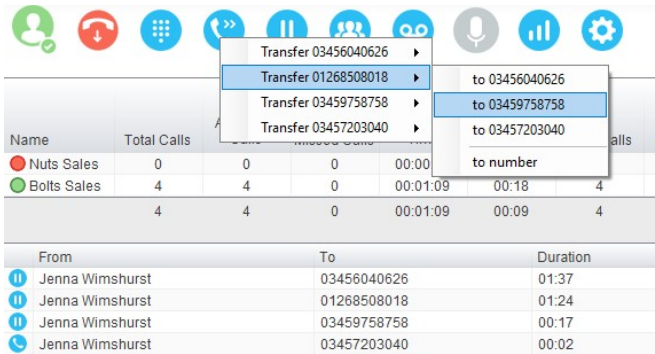 Transfer 03456040626
Transfer 01268508018
to 03456040626
Transfer 03459758758
to 03459758758
Transfer 03457203040
to 03457203040
to number
Name Total Calls Calls Missed Calls alls
Nuts Sales 0 0 0 00:00
Bolts Sales 4 4 0 00:01:09 00:18 4
4 4 0 00:01:09 00:09 4
From To Duration
Jenna Wimshurst 03456040626 01:37
Jenna Wimshurst 01268508018 01:24
Jenna Wimshurst 03459758758 00:17
Jenna Wimshurst 03457203040 00:02